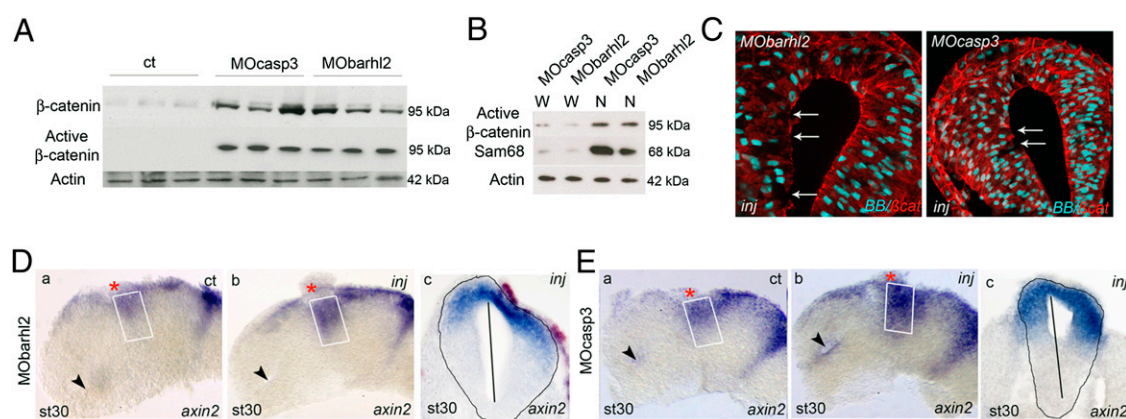 A
ct MOcasp3 MObarhl2
β-catenin 95 kDa
Active
β-catenin 95 kDa
Actin 42 kDa
B
MOcasp3 MObarhl2 MOcasp3 MObarhl2
W W N N
Active
β-catenin 95 kDa
Sam68 68 kDa
Actin 42 kDa
C
MObarhl2
inj BB/βcat
MOcasp3
inj BB/βcat
D
MObarhl2
a * ct
st30 axin2
b * inj
st30 axin2
c inj
st30 axin2
E
MOcasp3
a * ct
st30 axin2
b * inj
st30 axin2
c inj
st30 axin2